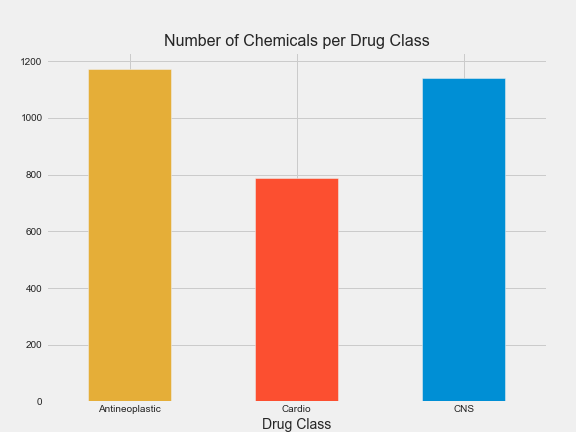 Number of Chemicals per Drug Class
1200
1000
800
600
400
200
0
Antineoplastic Cardio CNS
Drug Class